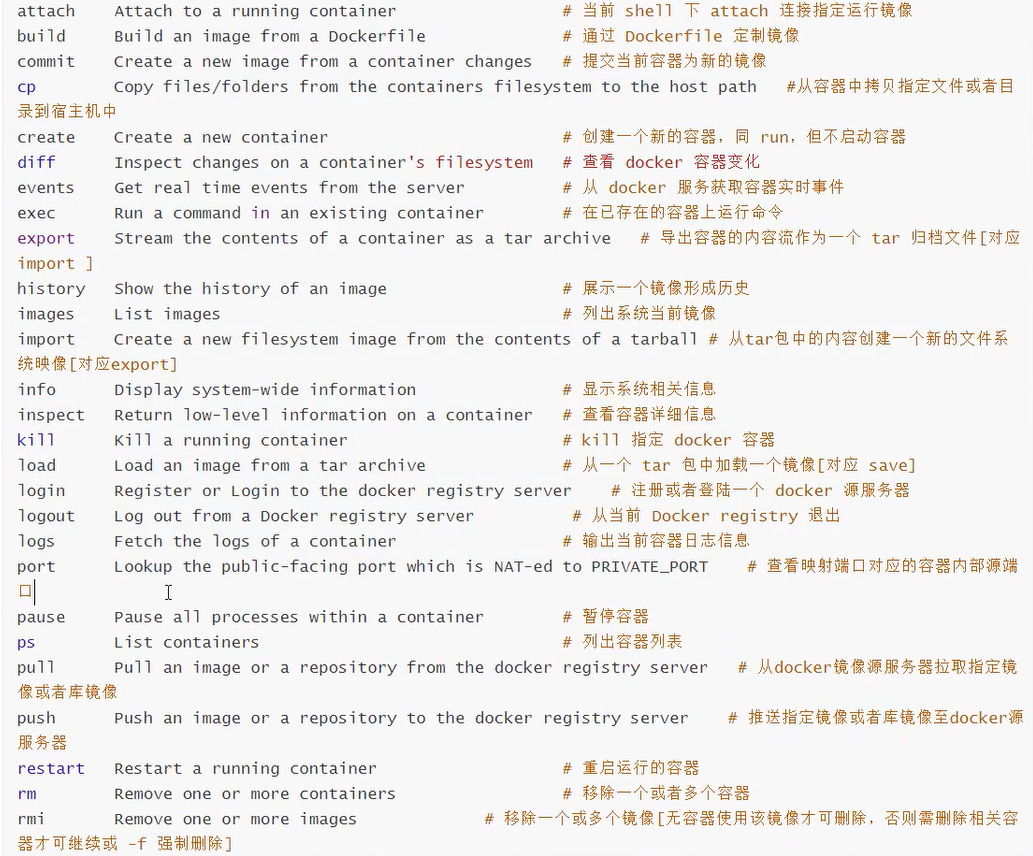 attach    Attach to a running container                 # 当前 shell 下 attach 连接指定运行镜像
build     Build an image from a Dockerfile              # 通过 Dockerfile 定制镜像
commit    Create a new image from a container changes   # 提交当前容器为新的镜像
cp        Copy files/folders from the containers filesystem to the host path   #从容器中拷贝指定文件或者目
录到宿主机中
create    Create a new container                        # 创建一个新的容器，同 run，但不启动容器
diff      Inspect changes on a container's filesystem   # 查看 docker 容器变化
events    Get real time events from the server          # 从 docker 服务获取容器实时事件
exec      Run a command in an existing container        # 在已存在的容器上运行命令
export    Stream the contents of a container as a tar archive   # 导出容器的内容流作为一个 tar 归档文件[对应
import ]
history   Show the history of an image                  # 展示一个镜像形成历史
images    List images                                   # 列出系统当前镜像
import    Create a new filesystem image from the contents of a tarball # 从tar包中的内容创建一个新的文件系
统映像[对应export]
info      Display system-wide information               # 显示系统相关信息
inspect   Return low-level information on a container   # 查看容器详细信息
kill      Kill a running container                      # kill 指定 docker 容器
load      Load an image from a tar archive              # 从一个 tar 包中加载一个镜像[对应 save]
login     Register or Login to the docker registry server    # 注册或者登陆一个 docker 源服务器
logout    Log out from a Docker registry server          # 从当前 Docker registry 退出
logs      Fetch the logs of a container                 # 输出当前容器日志信息
port      Lookup the public-facing port which is NAT-ed to PRIVATE_PORT    # 查看映射端口对应的容器内部源端
口
pause     Pause all processes within a container        # 暂停容器
ps        List containers                               # 列出容器列表
pull      Pull an image or a repository from the docker registry server   # 从docker镜像源服务器拉取指定镜
像或者库镜像
push      Push an image or a repository to the docker registry server    # 推送指定镜像或者库镜像至docker源
服务器
restart   Restart a running container                   # 重启运行的容器
rm        Remove one or more containers                 # 移除一个或者多个容器
rmi       Remove one or more images             # 移除一个或多个镜像[无容器使用该镜像才可删除，否则需删除相关容
器才可继续或 -f 强制删除]